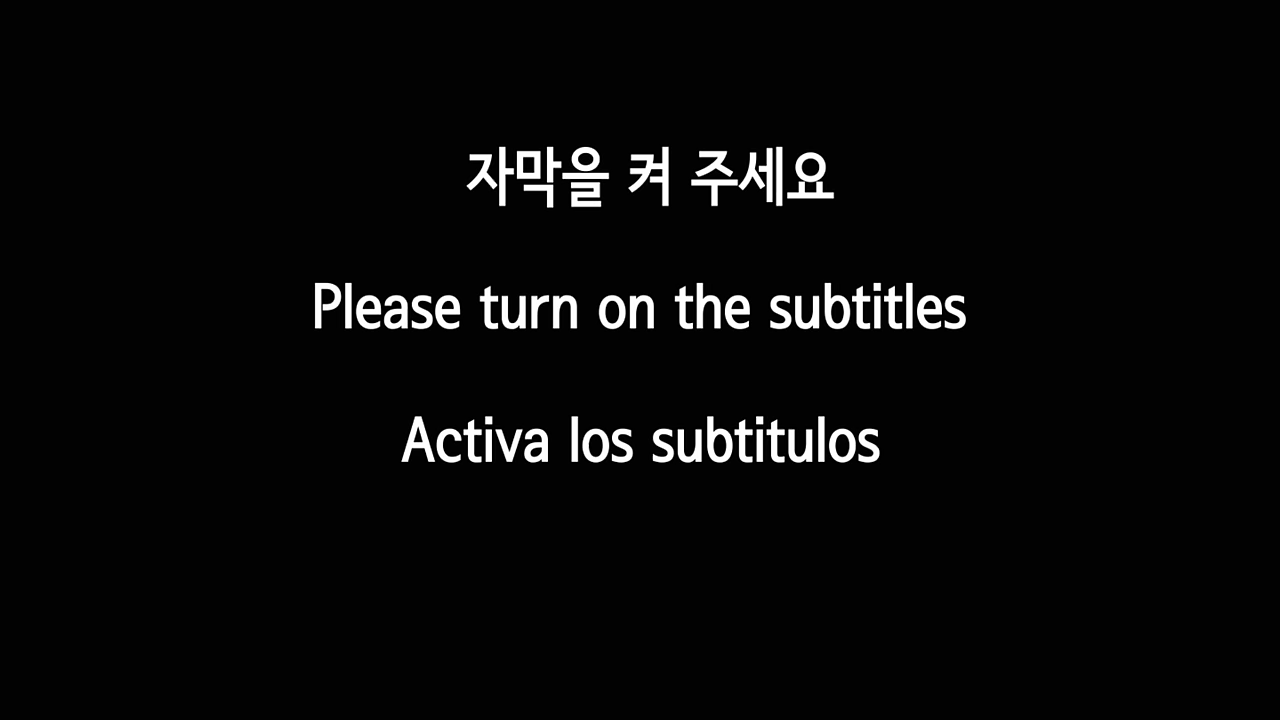 자막을 켜 주세요
Please turn on the subtitles
Activa los subtitulos